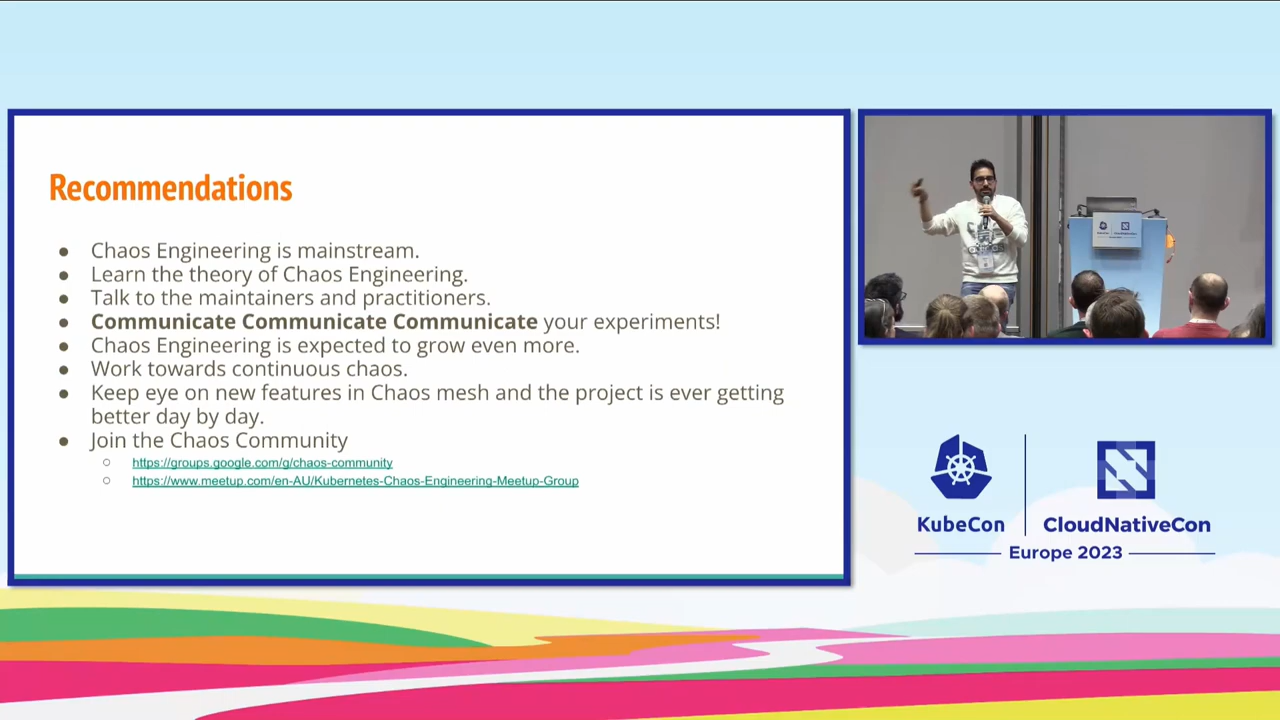 Recommendations
● Chaos Engineering is mainstream.
● Learn the theory of Chaos Engineering.
● Talk to the maintainers and practitioners.
● Communicate Communicate Communicate your experiments!
● Chaos Engineering is expected to grow even more.
● Work towards continuous chaos.
● Keep eye on new features in Chaos mesh and the project is ever getting
better day by day.
● Join the Chaos Community
○ https://groups.google.com/g/chaos-community
○ https://www.meetup.com/en-AU/Kubernetes-Chaos-Engineering-Meetup-Group
KubeCon
CloudNativeCon
Europe 2023